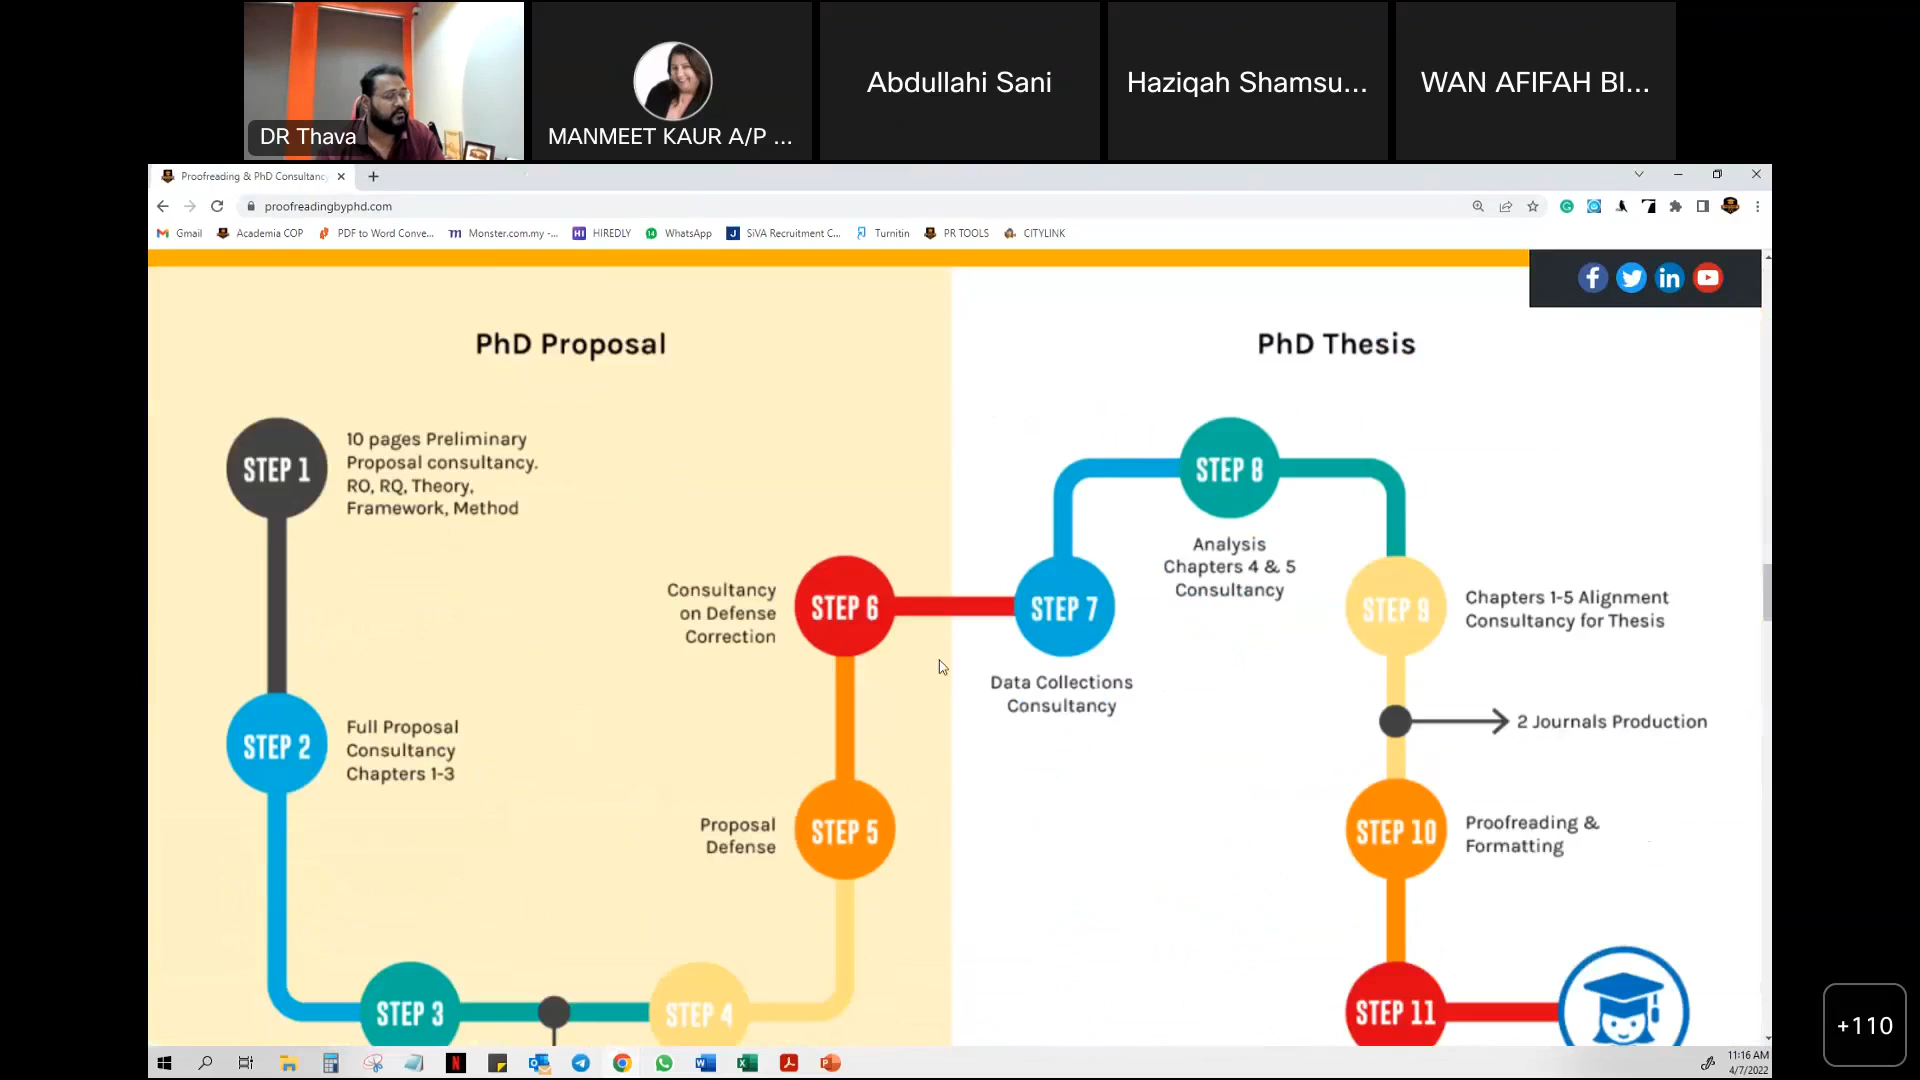 DR Thava
MANMEET KAUR A/P ...
Abdullahi Sani
Haziqah Shamsu...
WAN AFIFAH BI...
Proofreading & PhD Consultancy
proofreadingbyphd.com
Gmail
Academia COP
PDF to Word Conve...
Monster.com.my -...
HIREDLY
WhatsApp
SiVA Recruitment C...
Turnitin
PR TOOLS
CITYLINK
PhD Proposal
STEP 1
10 pages Preliminary
Proposal consultancy.
RO, RQ, Theory,
Framework, Method
STEP 2
Full Proposal
Consultancy
Chapters 1-3
STEP 3
STEP 4
Proposal
Defense
STEP 5
Consultancy
on Defense
Correction
STEP 6
PhD Thesis
STEP 7
Data Collections
Consultancy
STEP 8
Analysis
Chapters 4 & 5
Consultancy
STEP 9
Chapters 1-5 Alignment
Consultancy for Thesis
2 Journals Production
STEP 10
Proofreading &
Formatting
STEP 11
+110
11:16 AM
4/7/2022